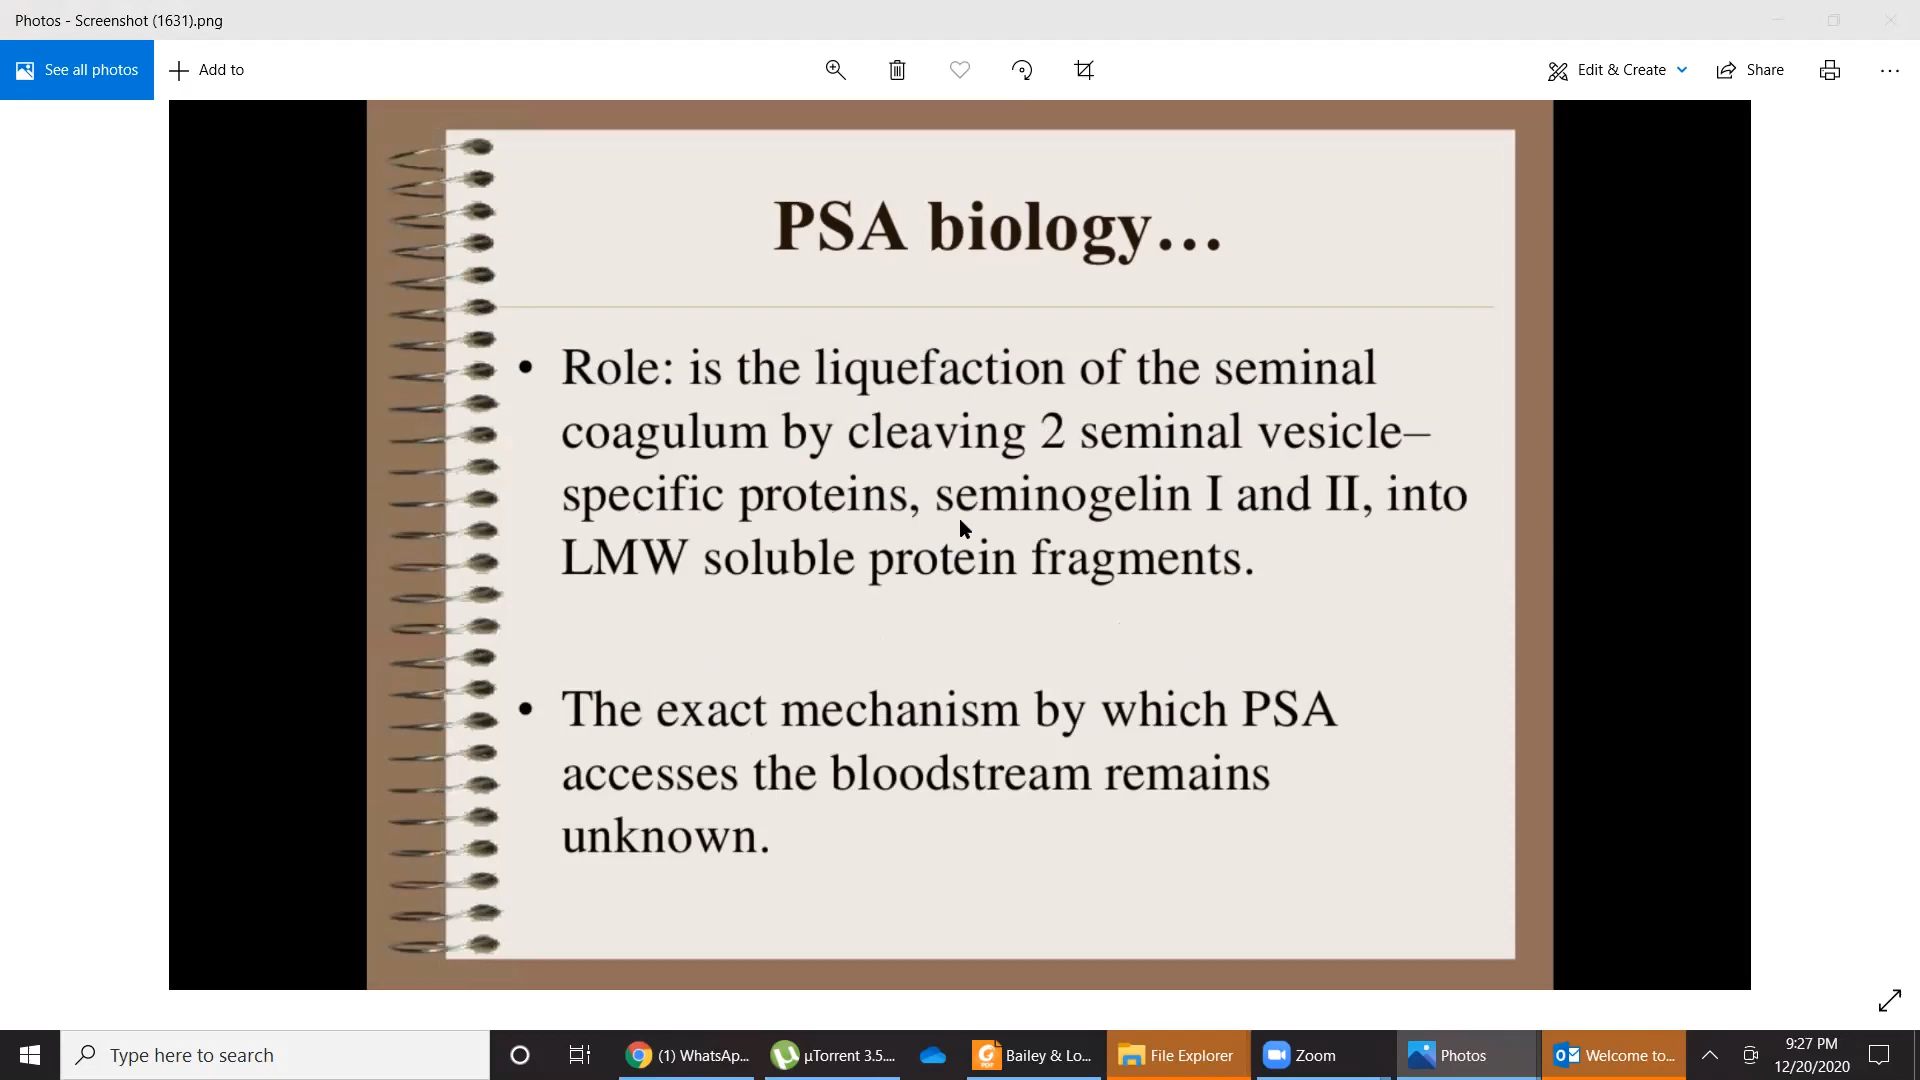 Photos - Screenshot (1631).png
See all photos
Add to
Edit & Create
Share
PSA biology…
• Role: is the liquefaction of the seminal
coagulum by cleaving 2 seminal vesicle–
specific proteins, seminogelin I and II, into
LMW soluble protein fragments.
• The exact mechanism by which PSA
accesses the bloodstream remains
unknown.
Type here to search
(1) WhatsAp...
µTorrent 3.5....
PDF
Bailey & Lo...
File Explorer
Zoom
Photos
Welcome to...
9:27 PM
12/20/2020